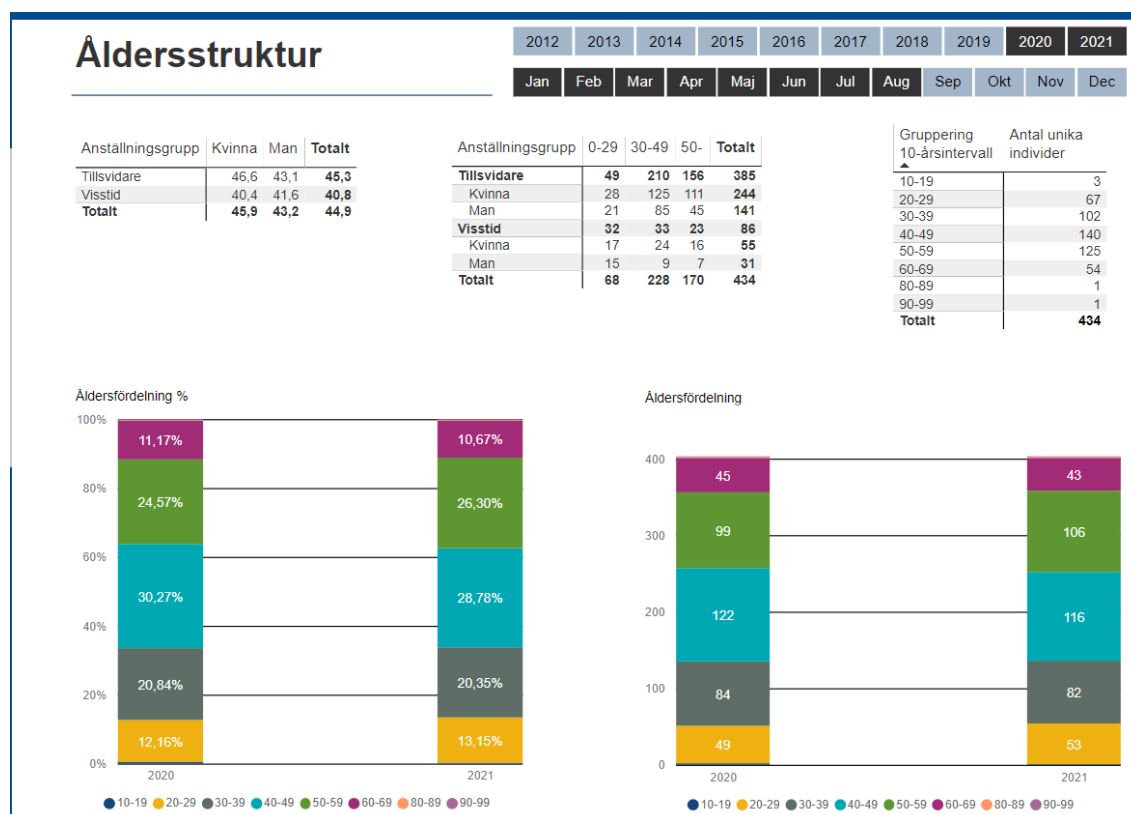 Åldersstruktur
2012 2013 2014 2015 2016 2017 2018 2019 2020 2021
Jan Feb Mar Apr Maj Jun Jul Aug Sep Okt Nov Dec
Anställningsgrupp Kvinna Man Totalt
Tillsvidare 46,6 43,1 45,3
Visstid 40,4 41,6 40,8
Totalt 45,9 43,2 44,9
Anställningsgrupp 0-29 30-49 50- Totalt
Tillsvidare 49 210 156 385
Kvinna 28 125 111 244
Man 21 85 45 141
Visstid 32 33 23 86
Kvinna 17 24 16 55
Man 15 9 7 31
Totalt 68 228 170 434
Gruppering Antal unika
10-årsintervall individer
10-19 3
20-29 67
30-39 102
40-49 140
50-59 125
60-69 54
80-89 1
90-99 1
Totalt 434
Åldersfördelning %
100%
11,17% 10,67%
80%
24,57% 26,30%
60%
30,27% 28,78%
40%
20,84% 20,35%
20%
12,16% 13,15%
0%
2020 2021
10-19 20-29 30-39 40-49 50-59 60-69 80-89 90-99
Åldersfördelning
400
45 43
99 106
300
122 116
200
100
84 82
49 53
0
2020 2021
10-19 20-29 30-39 40-49 50-59 60-69 80-89 90-99